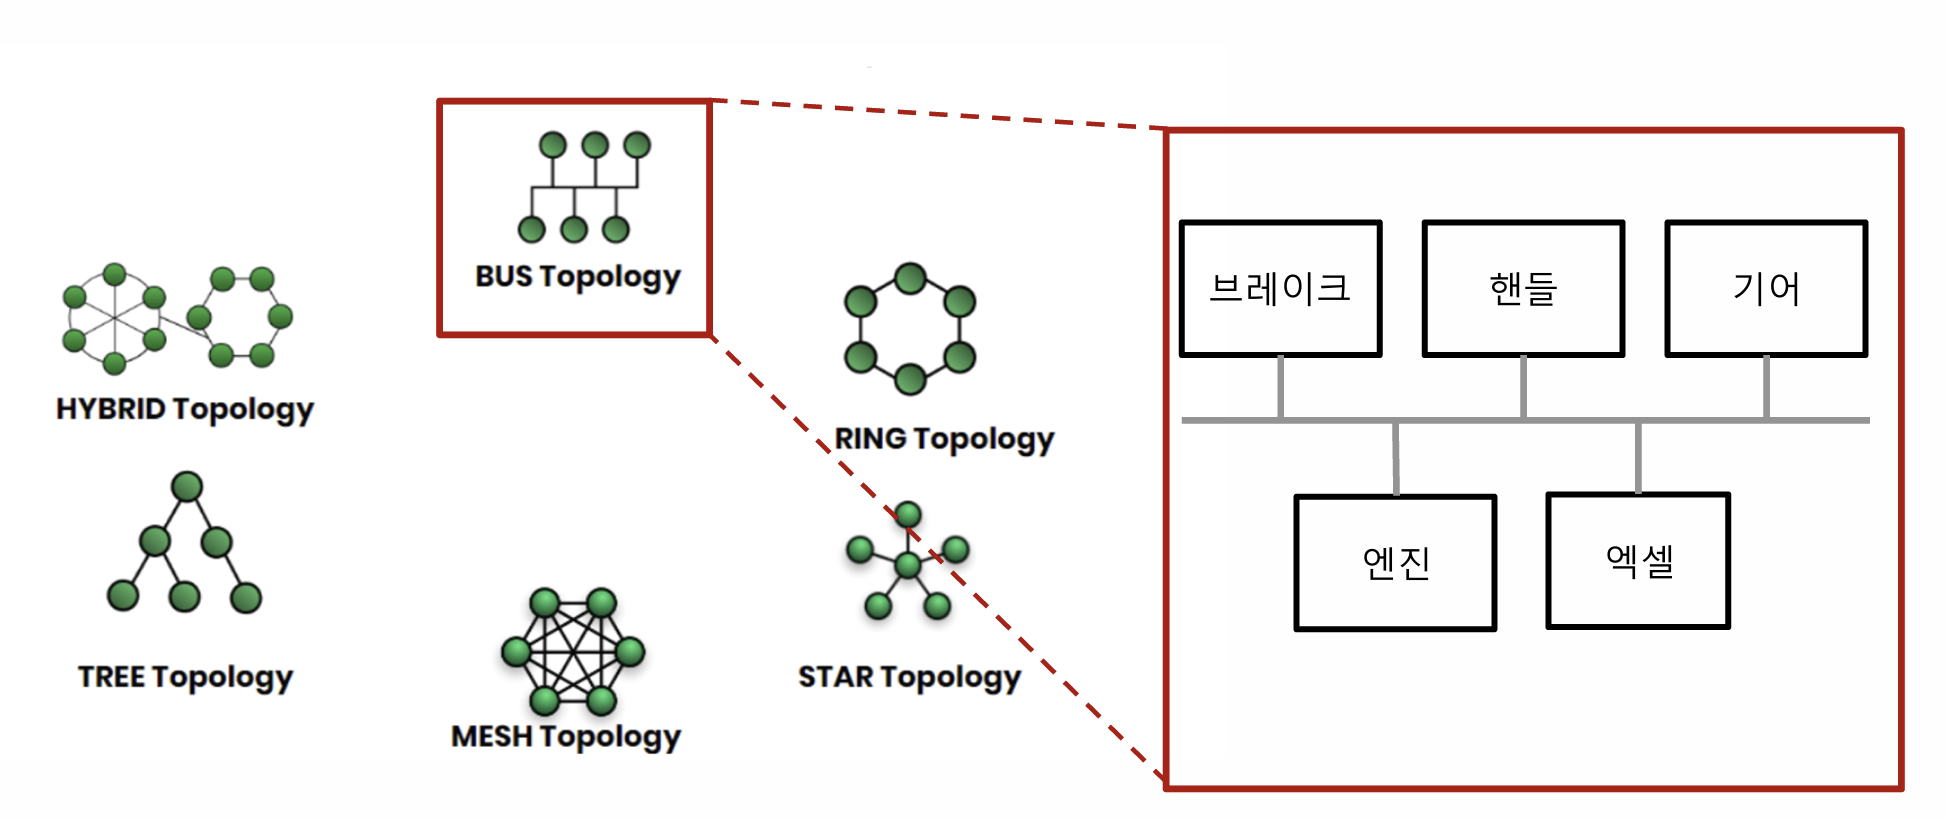 BUS Topology
HYBRID Topology
RING Topology
TREE Topology
STAR Topology
MESH Topology
브레이크
핸들
기어
엔진
엑셀